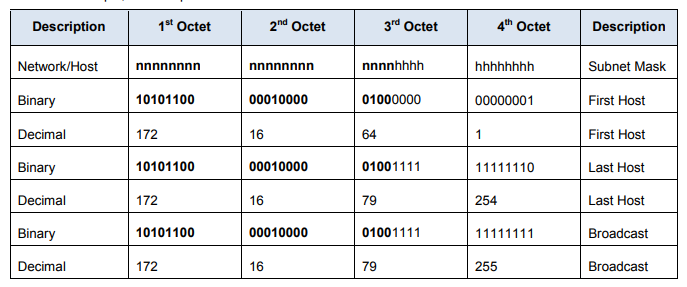 Description 1st Octet 2nd Octet 3rd Octet 4th Octet Description
Network/Host nnnnnnnn nnnnnnnn nnnnhhhh hhhhhhhh Subnet Mask
Binary 10101100 00010000 01000000 00000001 First Host
Decimal 172 16 64 1 First Host
Binary 10101100 00010000 01001111 11111110 Last Host
Decimal 172 16 79 254 Last Host
Binary 10101100 00010000 01001111 11111111 Broadcast
Decimal 172 16 79 255 Broadcast